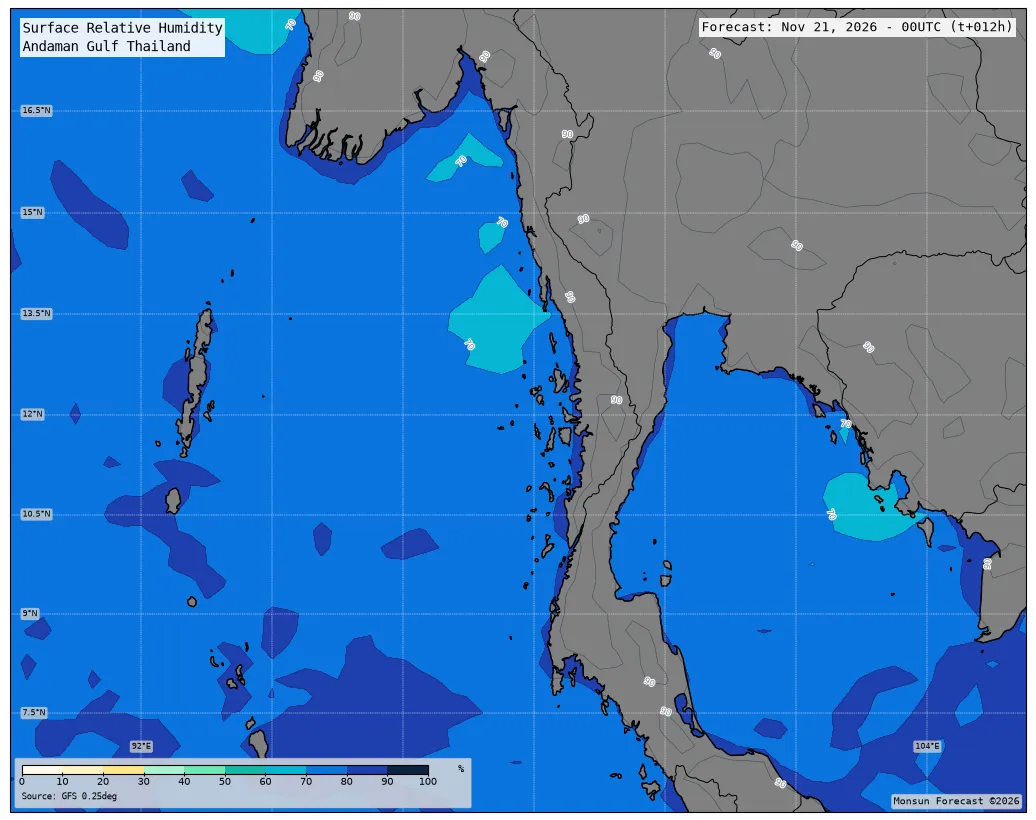 Surface Relative Humidity
Andaman Gulf Thailand
Forecast: Nov 21, 2026 - 00UTC (t+012h)
70
90
90
90
90
16.5°N
90
70
15°N
90
70
90
90
13.5°N
70
90
12°N
90
70
10.5°N
70
90
9°N
90
7.5°N
90
92°E
104°E
90
%
0 10 20 30 40 50 60 70 80 90 100
Source: GFS 0.25deg
Monsun Forecast ©2026